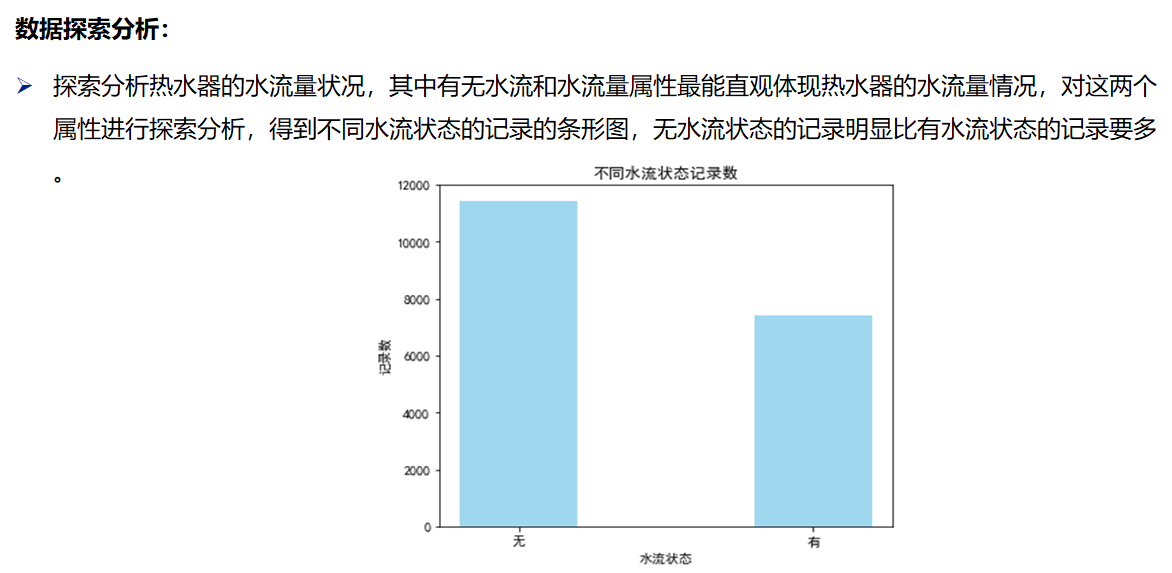 数据探索分析：
➢ 探索分析热水器的水流量状况，其中有无水流和水流量属性最能直观体现热水器的水流量情况，对这两个
属性进行探索分析，得到不同水流状态的记录的条形图，无水流状态的记录明显比有水流状态的记录要多
。
不同水流状态记录数
12000
10000
8000
6000
记录数
4000
2000
0
无 有
水流状态